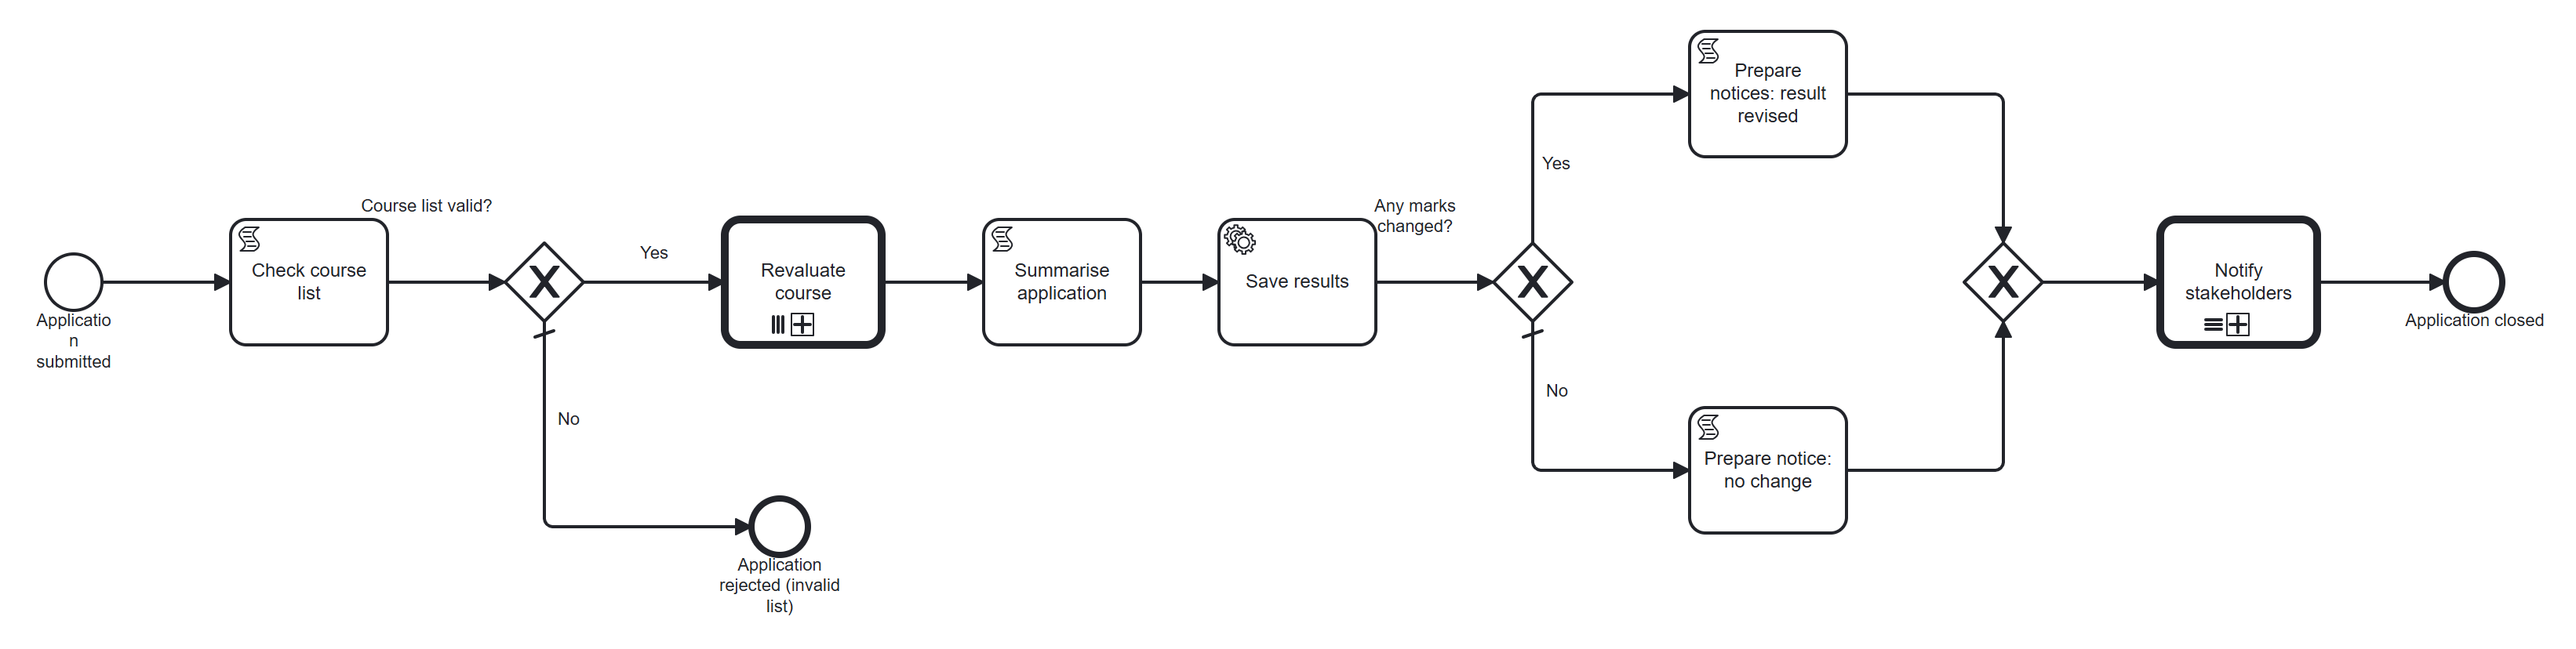 Applicatio
n
submitted
Check course
list
Course list valid?
Yes
No
Application
rejected (invalid
list)
Revaluate
course
Summarise
application
Save results
Any marks
changed?
Yes
No
Prepare
notices: result
revised
Prepare notice:
no change
Notify
stakeholders
Application closed